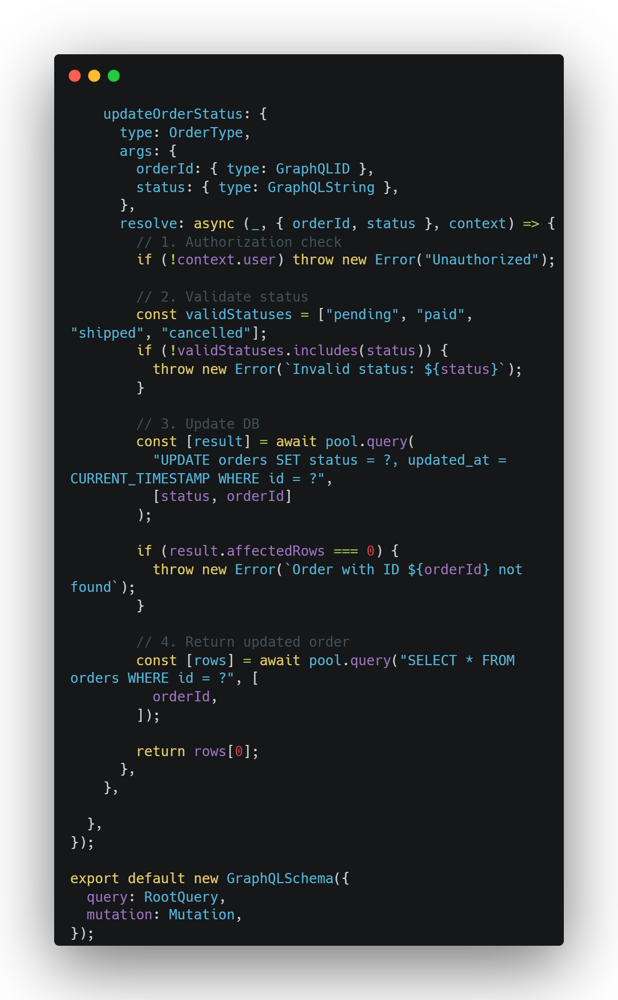 updateOrderStatus: {
      type: OrderType,
      args: {
        orderId: { type: GraphQLID },
        status: { type: GraphQLString },
      },
      resolve: async (_, { orderId, status }, context) => {
        // 1. Authorization check
        if (!context.user) throw new Error("Unauthorized");

        // 2. Validate status
        const validStatuses = ["pending", "paid",
"shipped", "cancelled"];
        if (!validStatuses.includes(status)) {
          throw new Error(`Invalid status: ${status}`);
        }

        // 3. Update DB
        const [result] = await pool.query(
          "UPDATE orders SET status = ?, updated_at =
CURRENT_TIMESTAMP WHERE id = ?",
          [status, orderId]
        );

        if (result.affectedRows === 0) {
          throw new Error(`Order with ID ${orderId} not
found`);
        }

        // 4. Return updated order
        const [rows] = await pool.query("SELECT * FROM
orders WHERE id = ?", [
          orderId,
        ]);

        return rows[0];
      },
    },

  },
});

export default new GraphQLSchema({
  query: RootQuery,
  mutation: Mutation,
});